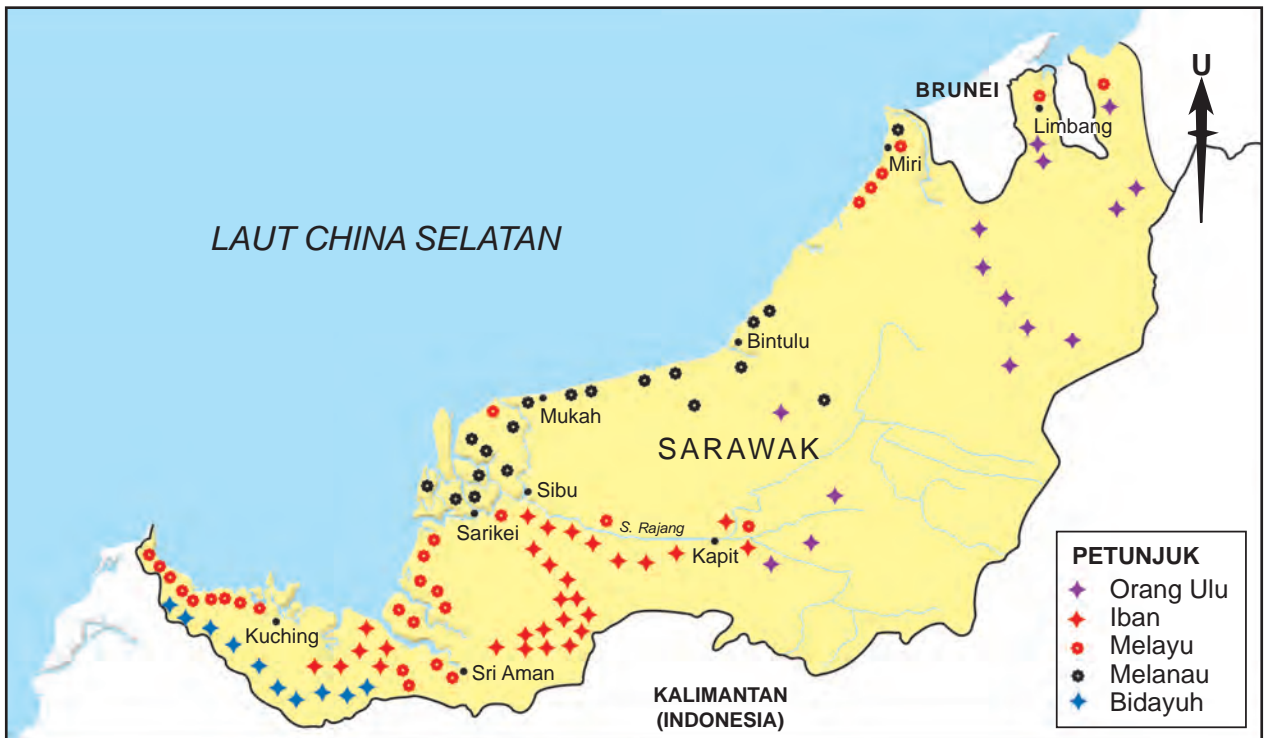 BRUNEI
U
Limbang
Miri
LAUT CHINA SELATAN
Bintulu
Mukah
SARAWAK
Sibu
Sarikei
S. Rajang
Kapit
Kuching
Sri Aman
KALIMANTAN
(INDONESIA)
PETUNJUK
Orang Ulu
Iban
Melayu
Melanau
Bidayuh